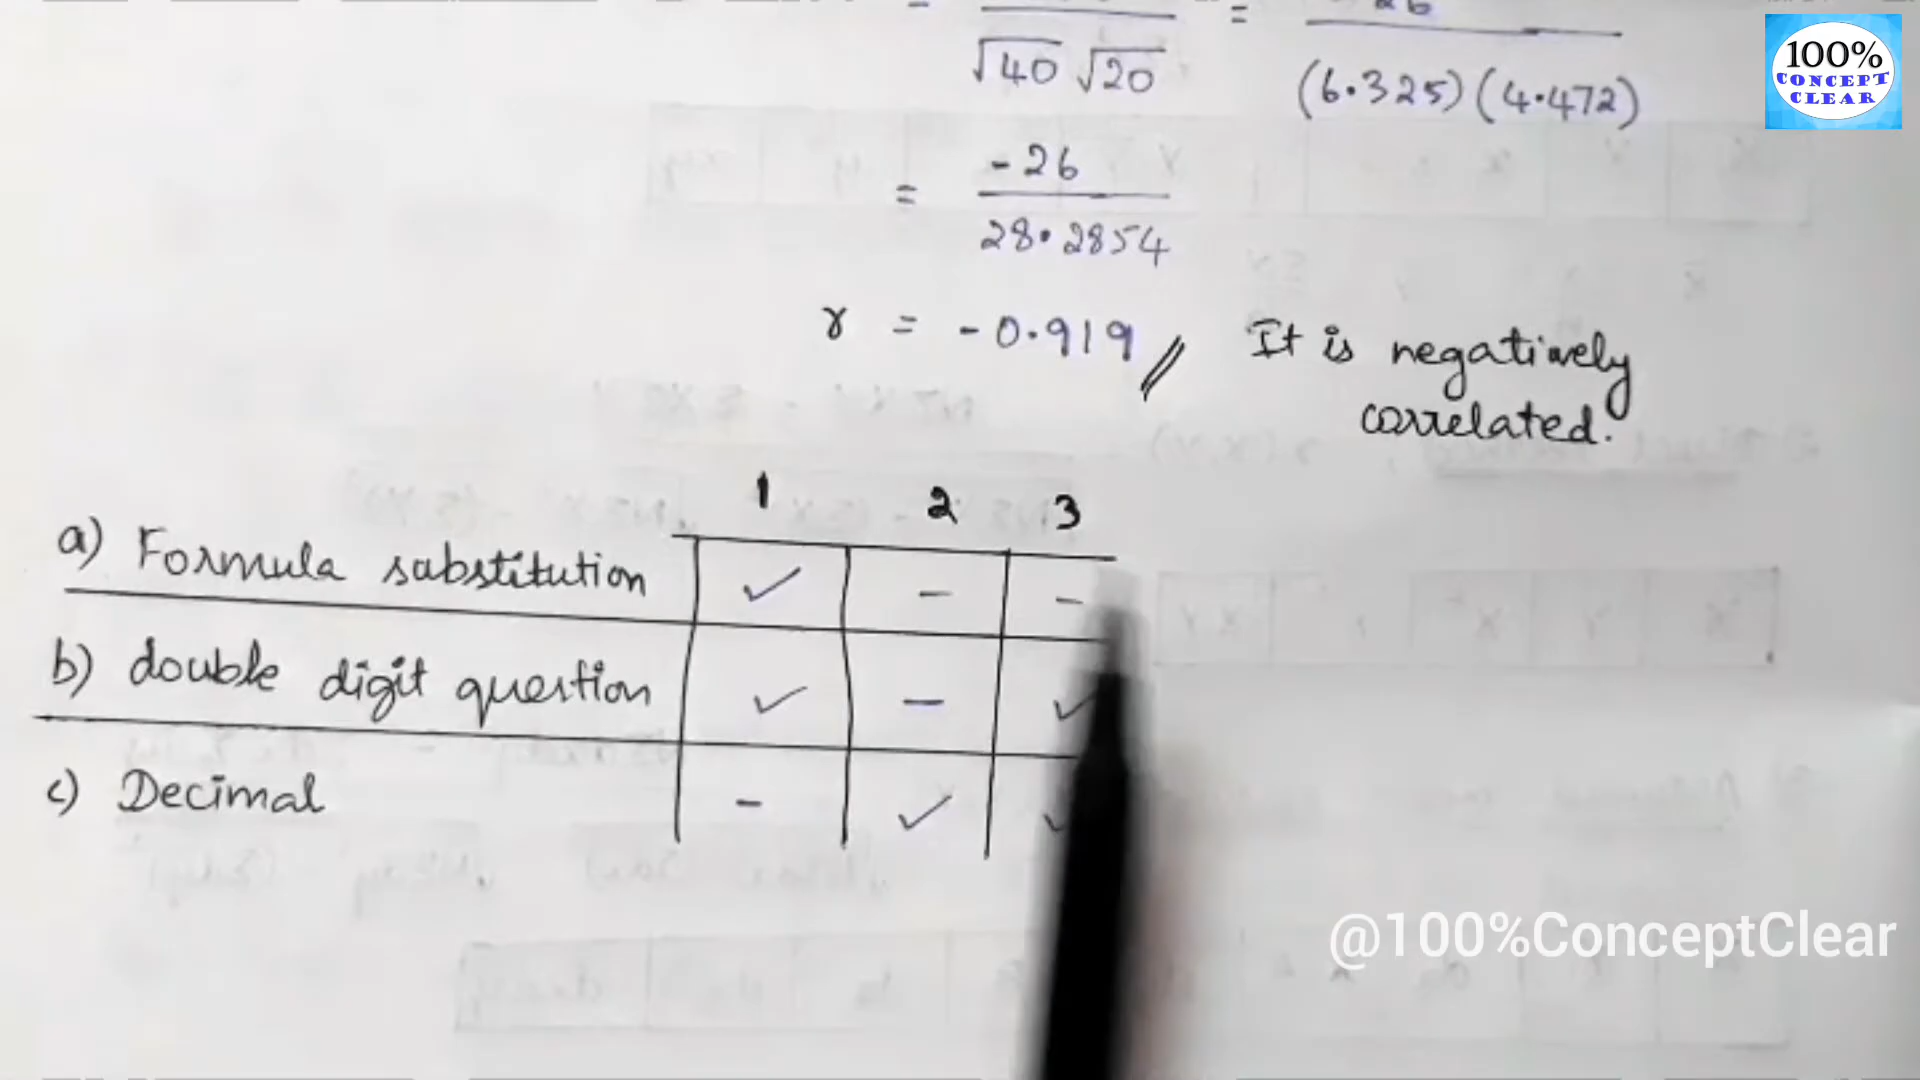 =
√40 √20
(6.325) (4.472)
= -26
28.2854
r = -0.919 // It is negatively
correlated.
1 2 3
a) Formula substitution ✓ - -
b) double digit question ✓ - ✓
c) Decimal - ✓ ✓
100%
CONCEPT
CLEAR
@100%ConceptClear